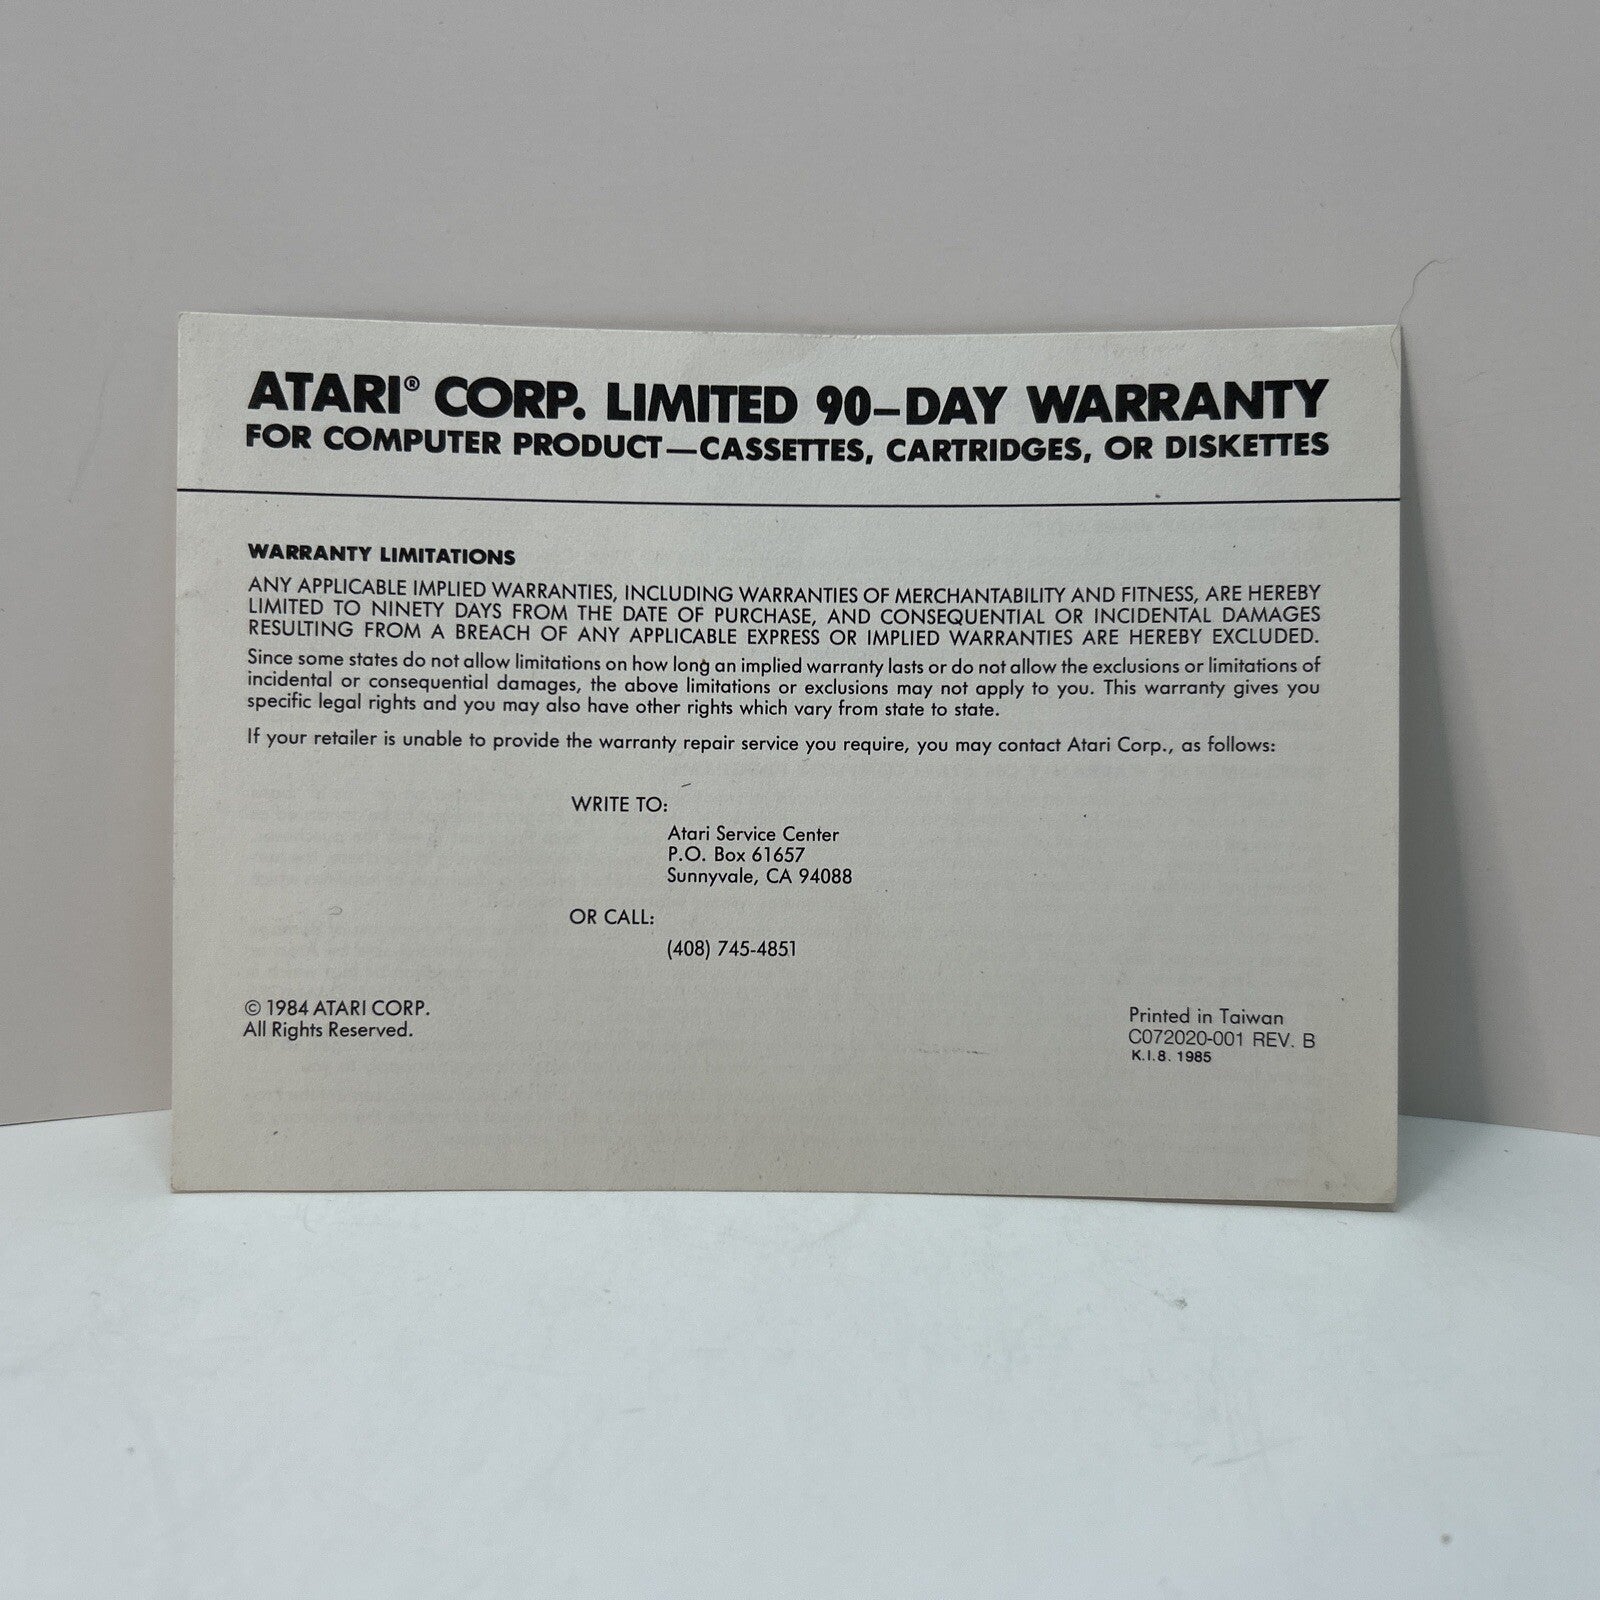 ATARI® CORP. LIMITED 90–DAY WARRANTY
FOR COMPUTER PRODUCT—CASSETTES, CARTRIDGES, OR DISKETTES
WARRANTY LIMITATIONS
ANY APPLICABLE IMPLIED WARRANTIES, INCLUDING WARRANTIES OF MERCHANTABILITY AND FITNESS, ARE HEREBY
LIMITED TO NINETY DAYS FROM THE DATE OF PURCHASE, AND CONSEQUENTIAL OR INCIDENTAL DAMAGES
RESULTING FROM A BREACH OF ANY APPLICABLE EXPRESS OR IMPLIED WARRANTIES ARE HEREBY EXCLUDED.
Since some states do not allow limitations on how long an implied warranty lasts or do not allow the exclusions or limitations of
incidental or consequential damages, the above limitations or exclusions may not apply to you. This warranty gives you
specific legal rights and you may also have other rights which vary from state to state.
If your retailer is unable to provide the warranty repair service you require, you may contact Atari Corp., as follows:
WRITE TO:
Atari Service Center
P.O. Box 61657
Sunnyvale, CA 94088
OR CALL:
(408) 745-4851
© 1984 ATARI CORP.
All Rights Reserved.
Printed in Taiwan
C072020-001 REV. B
K.I.8. 1985